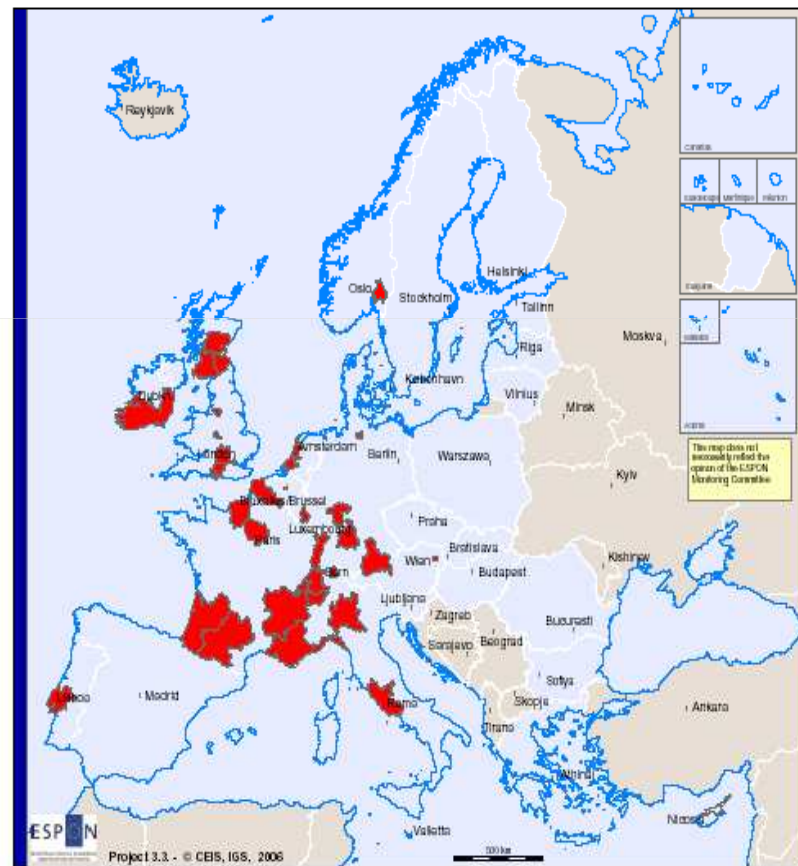 Reykjavik
Canarias
Guadeloupe Martinique Réunion
Guyane
Helsinki
Oslo
Stockholm
Tallinn
Riga
Moskva
København
Vilnius
Minsk
Dublin
London
Amsterdam
Berlin
Warszawa
Kyiv
This map does not
necessarily reflect the
opinion of the ESPON
Monitoring Committee
Bruxelles/Brussel
Luxembourg
Paris
Praha
Kishinev
Wien
Bratislava
Bern
Budapest
Ljubljana
Zagreb
Bucuresti
Beograd
Sarajevo
Sofiya
Skopje
Tirana
Lisboa
Madrid
Roma
Ankara
Athinai
Nicosia
Valletta
ESPON
Project 3.3. - © CEIS, IGS, 2006
500 km